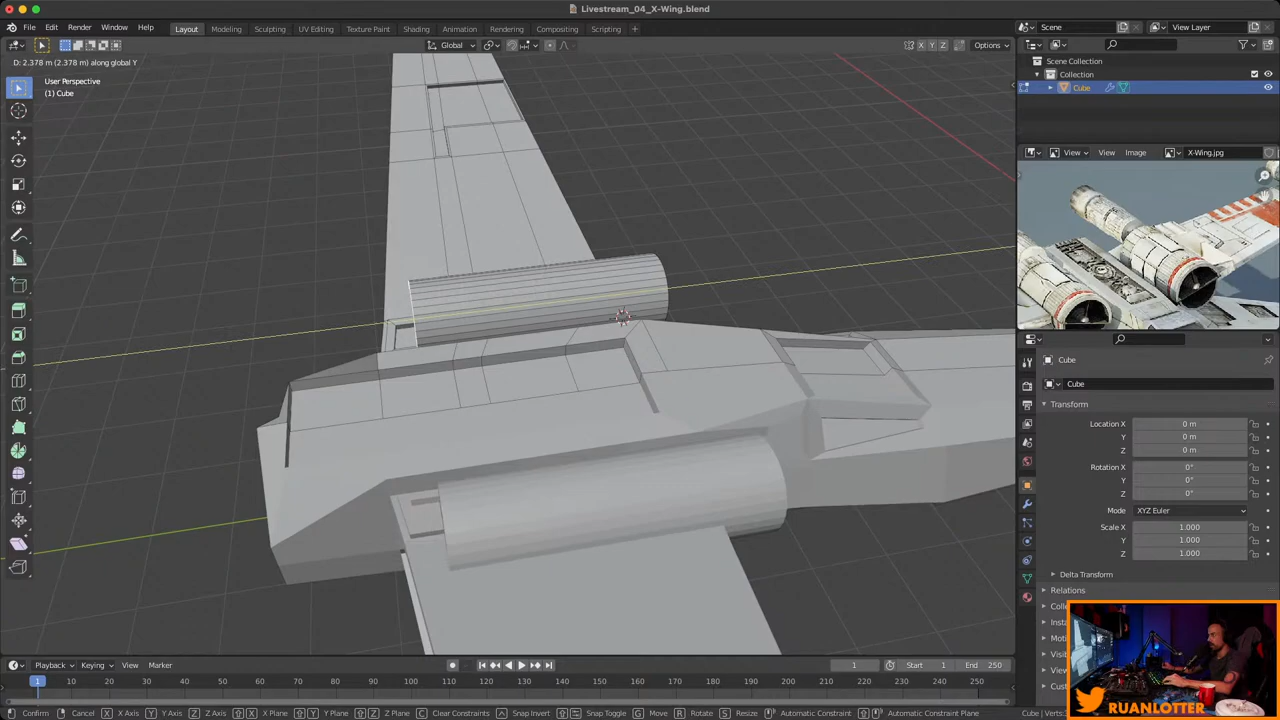 Livestream_04_X-Wing.blend
File Edit Render Window Help
Layout Modeling Sculpting UV Editing Texture Paint Shading Animation Rendering Compositing Scripting +
Scene
View Layer
Global
X Y Z
Options
D: 2.378 m (2.378 m) along global Y
User Perspective
(1) Cube
Scene Collection
Collection
Cube
View View Image X-Wing.jpg
Cube
Cube
Transform
Location X 0 m
Y 0 m
Z 0 m
Rotation X 0°
Y 0°
Z 0°
Mode XYZ Euler
Scale X 1.000
Y 1.000
Z 1.000
Delta Transform
Relations
RUANLOTTER
Playback Keying View Marker
1 Start 1 End 250
1 10 20 30 40 50 60 70 80 90 100 110 120 130 140 150 160 170 180 190 200 210 220 230 240 250
Confirm Cancel X X Axis Y Y Axis Z Z Axis X X Plane Y Y Plane Z Z Plane C Clear Constraints Snap Invert Snap Toggle G Move R Rotate S Resize Automatic Constraint Automatic Constraint Plane